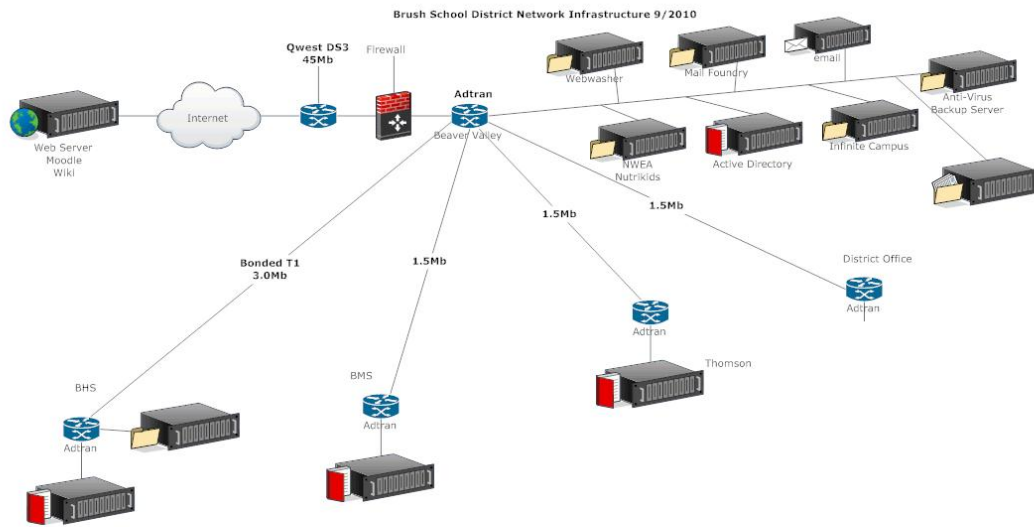 Brush School District Network Infrastructure 9/2010
Qwest DS3
45Mb
Firewall
Webwasher
Mail Foundry
email
Anti-Virus
Backup Server
Adtran
Beaver Valley
Internet
Web Server
Moodle
Wiki
NWEA
Nutrikids
Active Directory
Infinite Campus
1.5Mb
1.5Mb
Bonded T1
3.0Mb
1.5Mb
District Office
Adtran
Adtran
Thomson
BHS
Adtran
BMS
Adtran